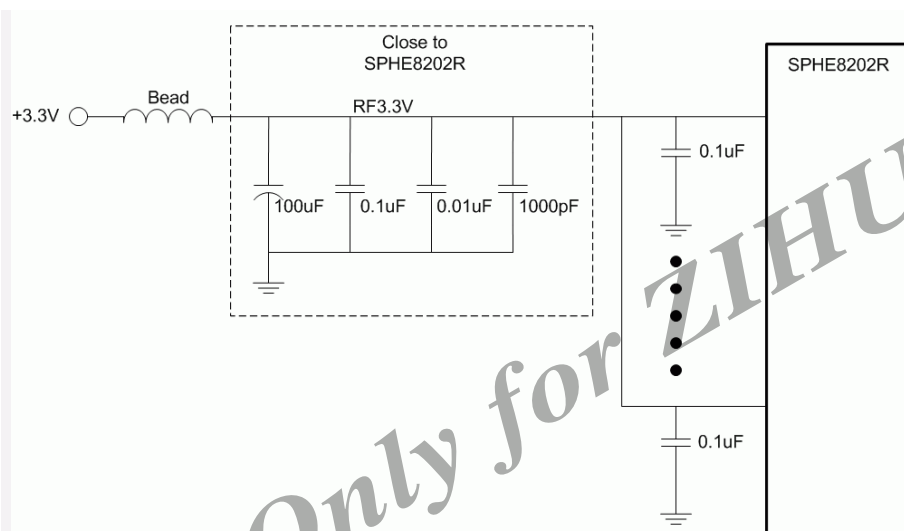 Close to
SPHE8202R
SPHE8202R
+3.3V
Bead
RF3.3V
0.1uF
100uF
0.1uF
0.01uF
1000pF
0.1uF
Only for ZIHU